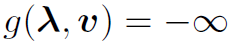 g(𝝀, 𝒗) = −∞